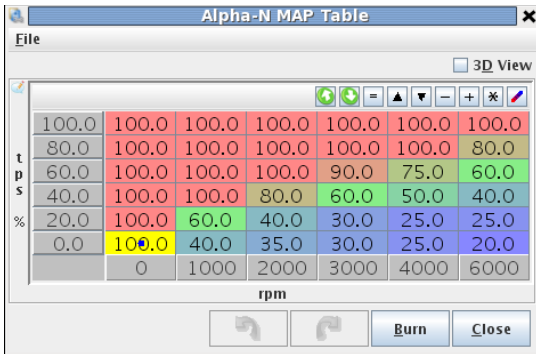 Alpha-N MAP Table
File
3D View
= - + *
100.0 100.0 100.0 100.0 100.0 100.0 100.0
80.0 100.0 100.0 100.0 100.0 100.0 80.0
60.0 100.0 100.0 100.0 90.0 75.0 60.0
40.0 100.0 100.0 80.0 60.0 50.0 40.0
20.0 100.0 60.0 40.0 30.0 25.0 25.0
0.0 100.0 40.0 35.0 30.0 25.0 20.0
0 1000 2000 3000 4000 6000
tps %
rpm
Burn Close